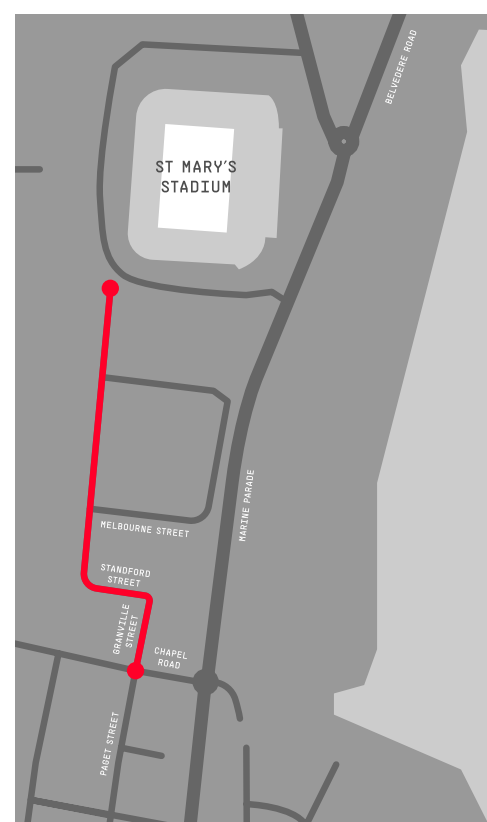 BELVEDERE ROAD
ST MARY'S
STADIUM
MARINE PARADE
MELBOURNE STREET
STANDFORD
STREET
GRANVILLE
STREET
CHAPEL
ROAD
PAGET STREET